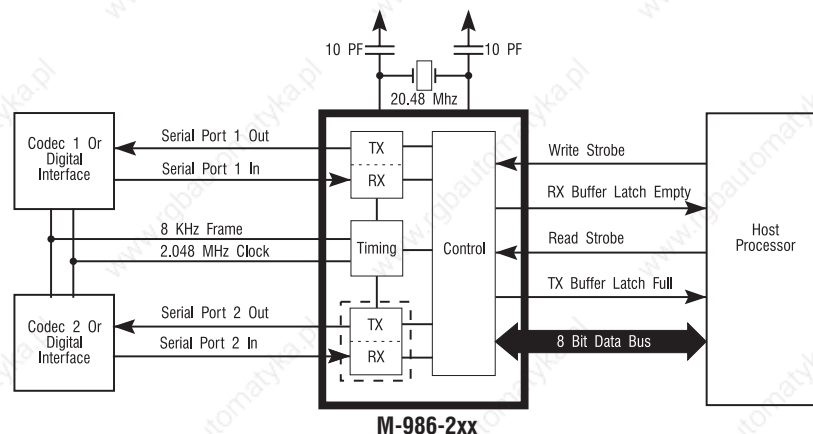 10 PF
10 PF
20.48 Mhz
Codec 1 Or
Digital
Interface
Serial Port 1 Out
Serial Port 1 In
8 KHz Frame
2.048 MHz Clock
Codec 2 Or
Digital
Interface
Serial Port 2 Out
Serial Port 2 In
TX
RX
Timing
TX
RX
Control
Write Strobe
RX Buffer Latch Empty
Read Strobe
TX Buffer Latch Full
8 Bit Data Bus
Host
Processor
M-986-2xx
www.rgbautomatyka.pl